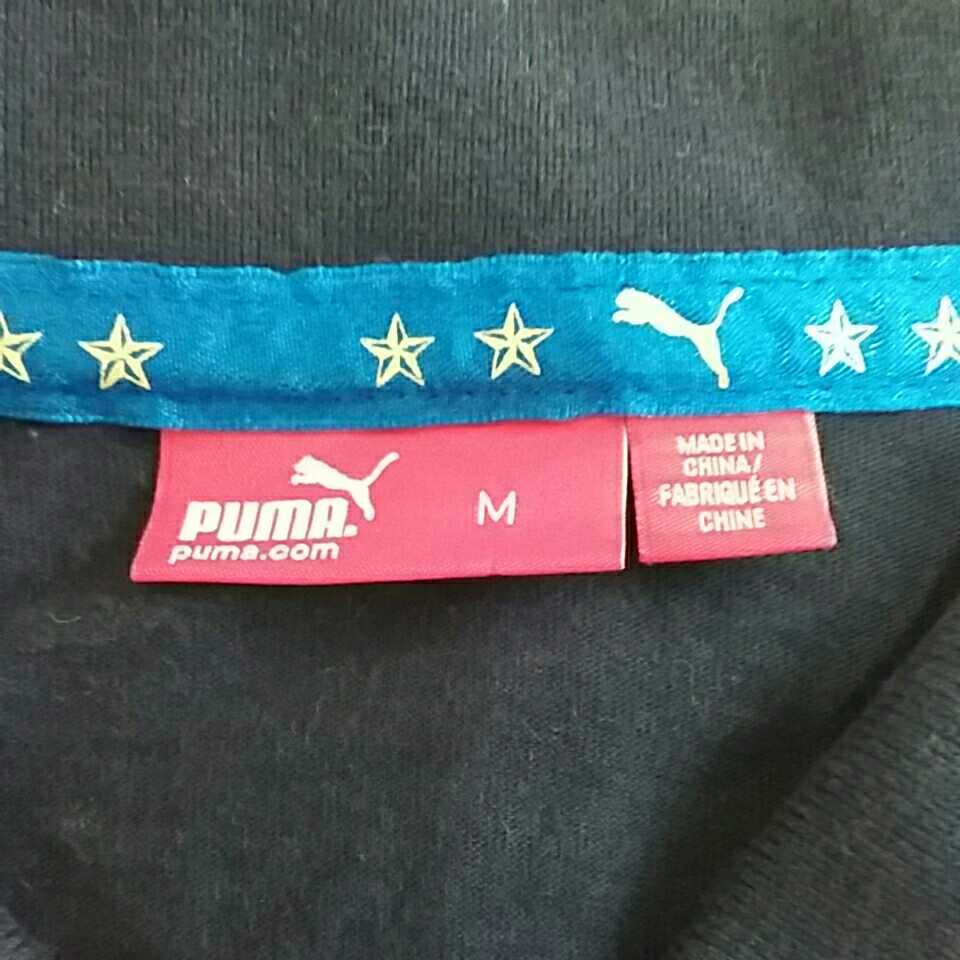 PUMA.
puma.com
M
MADE IN
CHINA/
FABRIQUÉ EN
CHINE